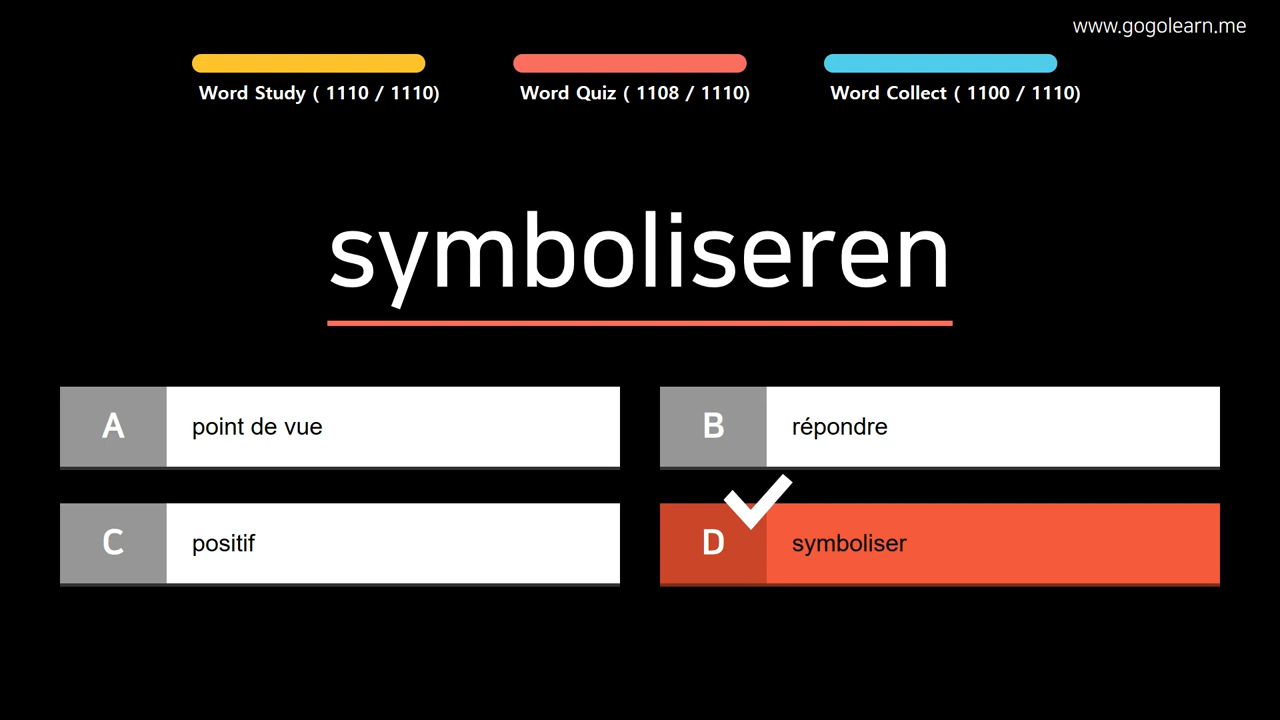 www.gogolearn.me
Word Study ( 1110 / 1110)
Word Quiz ( 1108 / 1110)
Word Collect ( 1100 / 1110)
symboliseren
A point de vue
B répondre
C positif
D symboliser